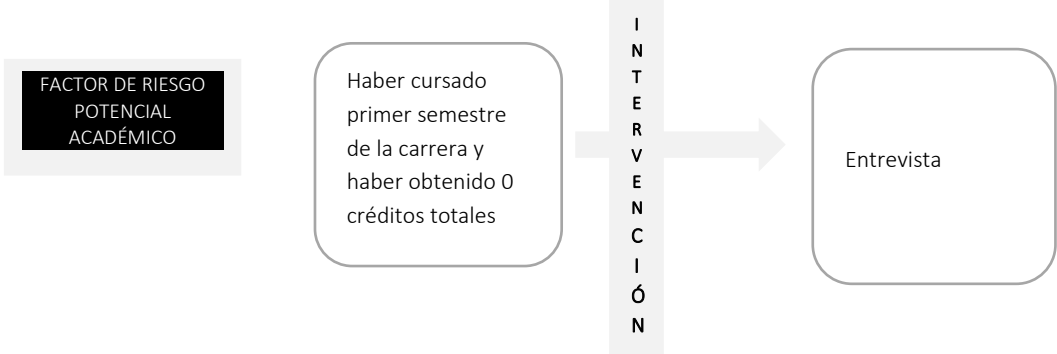 FACTOR DE RIESGO
POTENCIAL
ACADÉMICO
Haber cursado
primer semestre
de la carrera y
haber obtenido 0
créditos totales
I
N
T
E
R
V
E
N
C
I
Ó
N
Entrevista